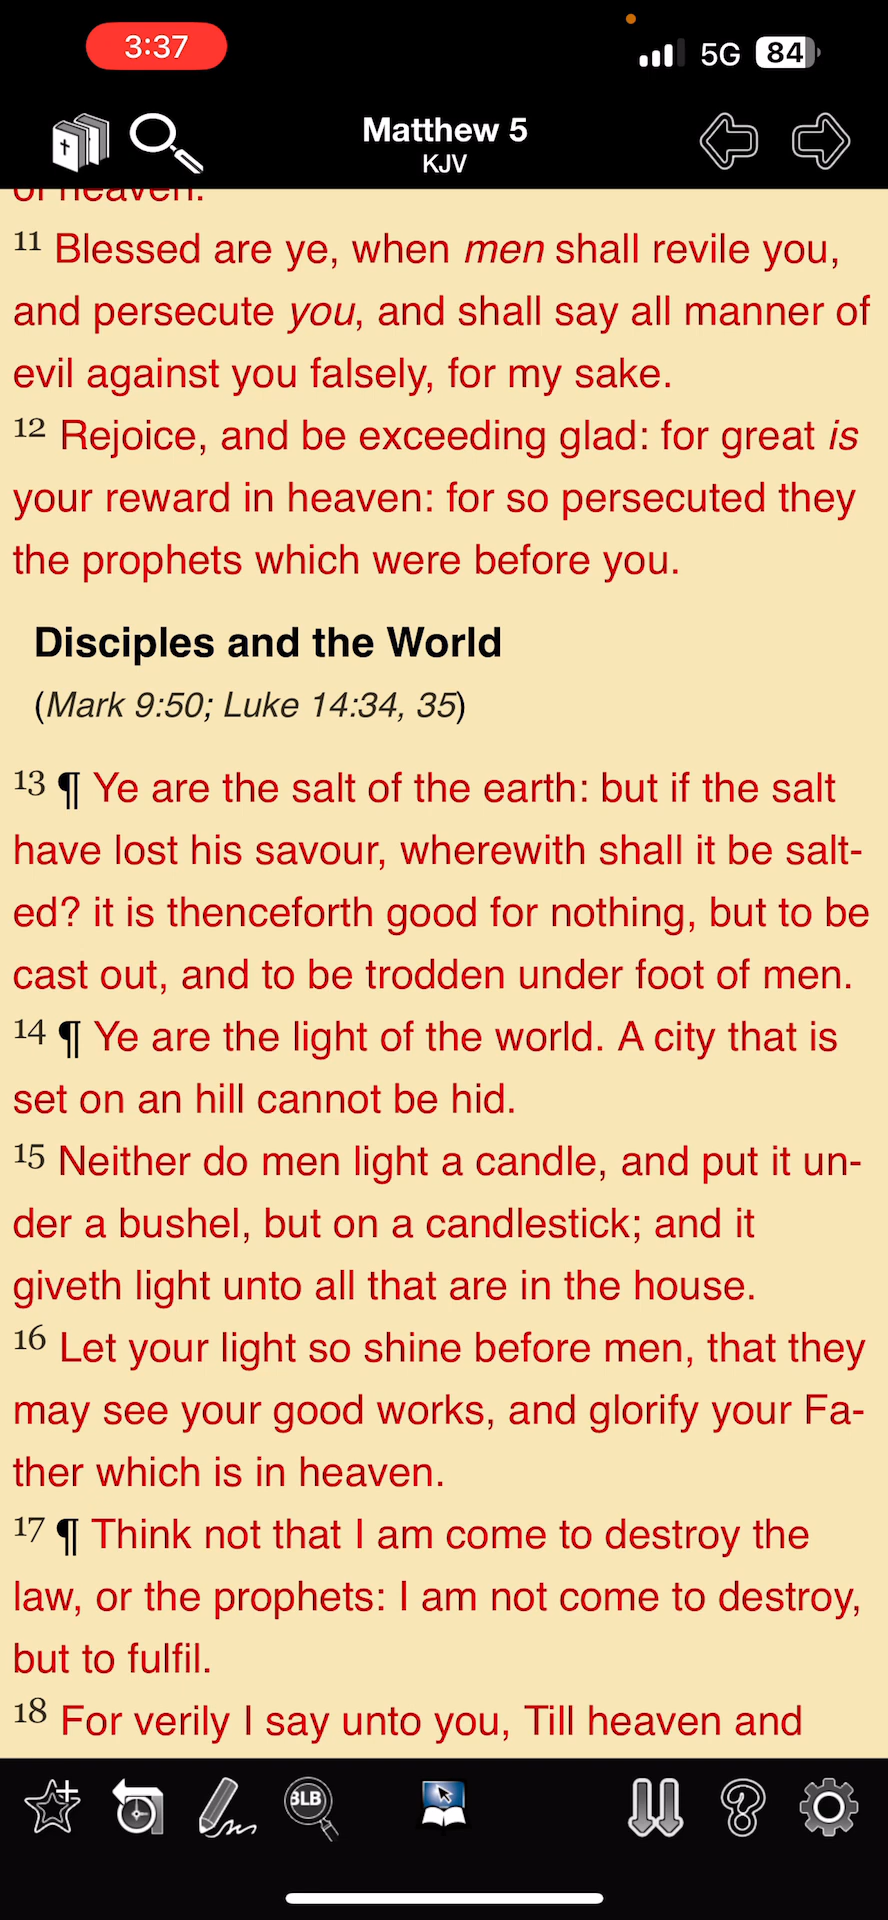 3:37
5G 84
Matthew 5
KJV
of heaven.
11 Blessed are ye, when men shall revile you,
and persecute you, and shall say all manner of
evil against you falsely, for my sake.
12 Rejoice, and be exceeding glad: for great is
your reward in heaven: for so persecuted they
the prophets which were before you.
Disciples and the World
(Mark 9:50; Luke 14:34, 35)
13 ¶ Ye are the salt of the earth: but if the salt
have lost his savour, wherewith shall it be salt-
ed? it is thenceforth good for nothing, but to be
cast out, and to be trodden under foot of men.
14 ¶ Ye are the light of the world. A city that is
set on an hill cannot be hid.
15 Neither do men light a candle, and put it un-
der a bushel, but on a candlestick; and it
giveth light unto all that are in the house.
16 Let your light so shine before men, that they
may see your good works, and glorify your Fa-
ther which is in heaven.
17 ¶ Think not that I am come to destroy the
law, or the prophets: I am not come to destroy,
but to fulfil.
18 For verily I say unto you, Till heaven and
BLB